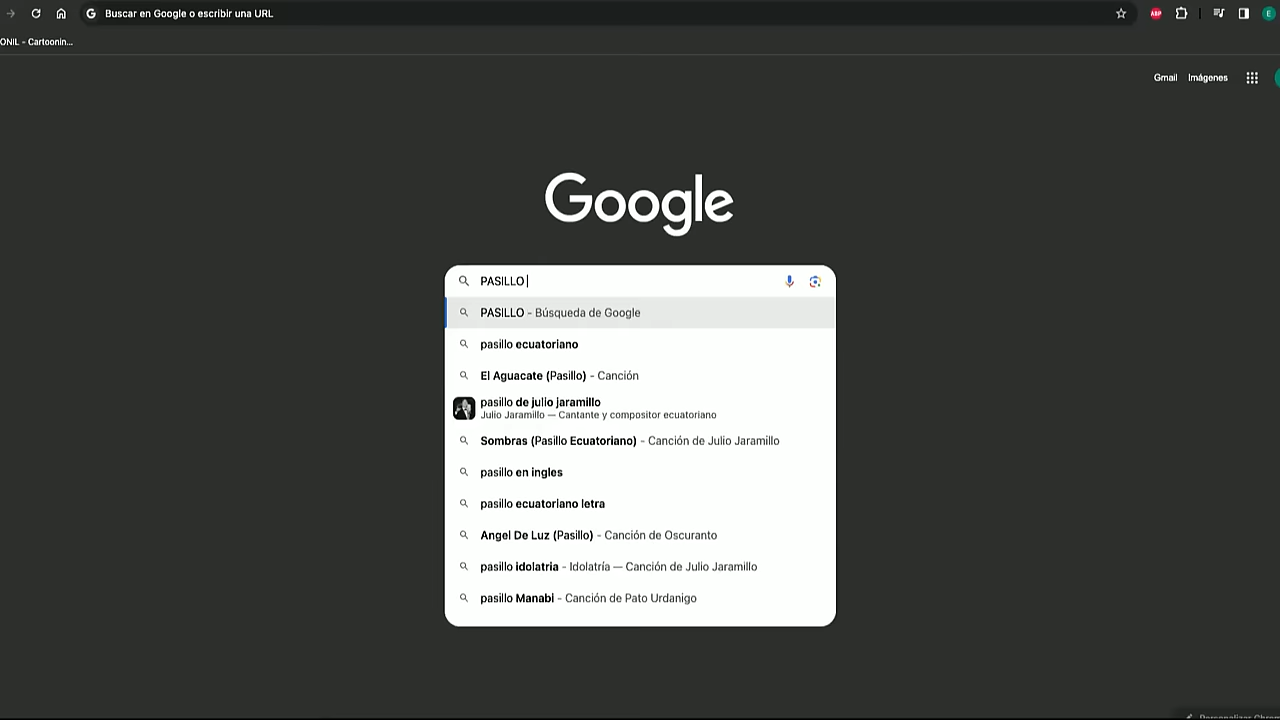 Buscar en Google o escribir una URL
ABP
E
ONIL - Cartoonin...
Gmail Imágenes
Google
PASILLO
PASILLO - Búsqueda de Google
pasillo ecuatoriano
El Aguacate (Pasillo) - Canción
pasillo de julio jaramillo
Julio Jaramillo — Cantante y compositor ecuatoriano
Sombras (Pasillo Ecuatoriano) - Canción de Julio Jaramillo
pasillo en ingles
pasillo ecuatoriano letra
Angel De Luz (Pasillo) - Canción de Oscuranto
pasillo idolatria - Idolatría — Canción de Julio Jaramillo
pasillo Manabi - Canción de Pato Urdanigo
Personalizar Chrome